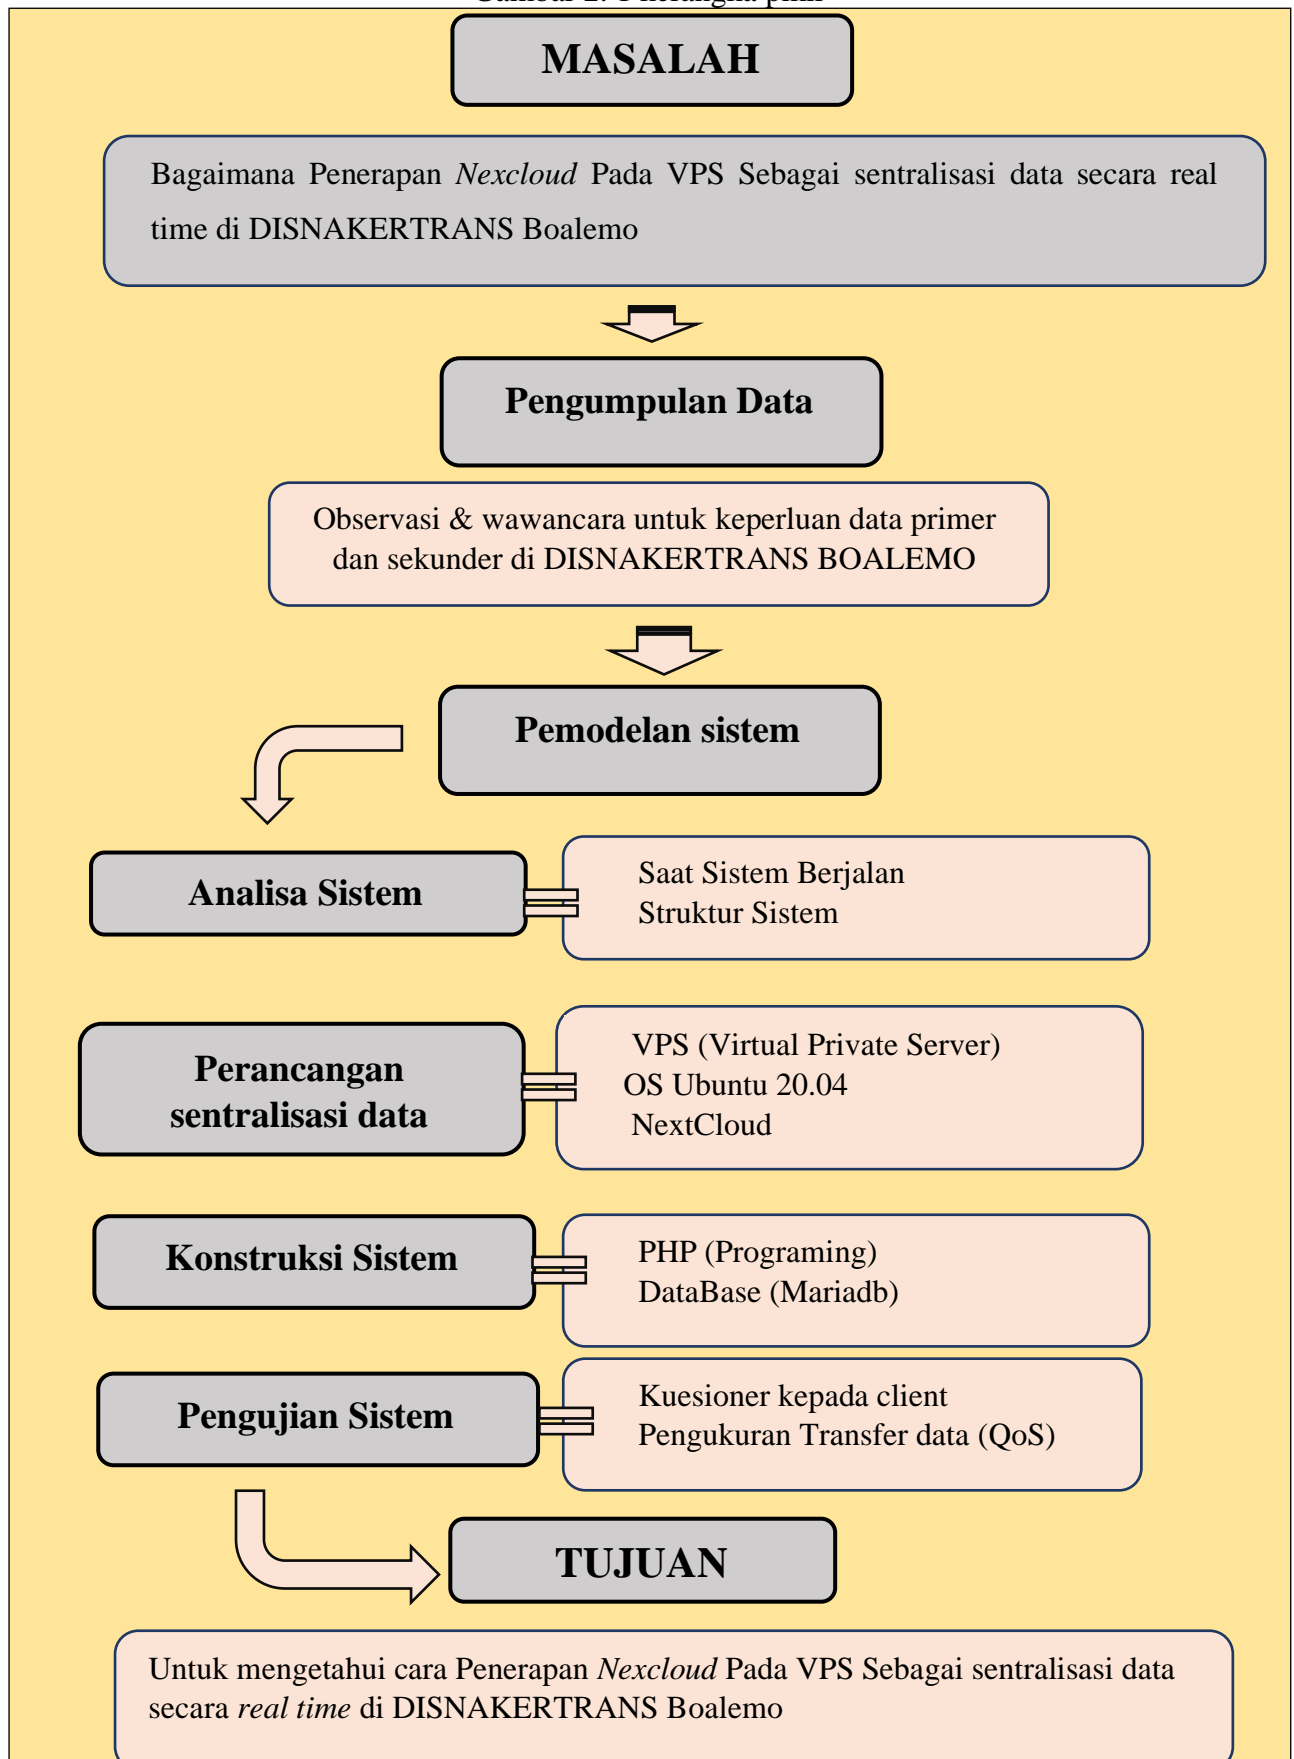 MASALAH
Bagaimana Penerapan Nexcloud Pada VPS Sebagai sentralisasi data secara real
time di DISNAKERTRANS Boalemo
Pengumpulan Data
Observasi & wawancara untuk keperluan data primer
dan sekunder di DISNAKERTRANS BOALEMO
Pemodelan sistem
Analisa Sistem
Saat Sistem Berjalan
Struktur Sistem
Perancangan
sentralisasi data
VPS (Virtual Private Server)
OS Ubuntu 20.04
NextCloud
Konstruksi Sistem
PHP (Programing)
DataBase (Mariadb)
Pengujian Sistem
Kuesioner kepada client
Pengukuran Transfer data (QoS)
TUJUAN
Untuk mengetahui cara Penerapan Nexcloud Pada VPS Sebagai sentralisasi data
secara real time di DISNAKERTRANS Boalemo